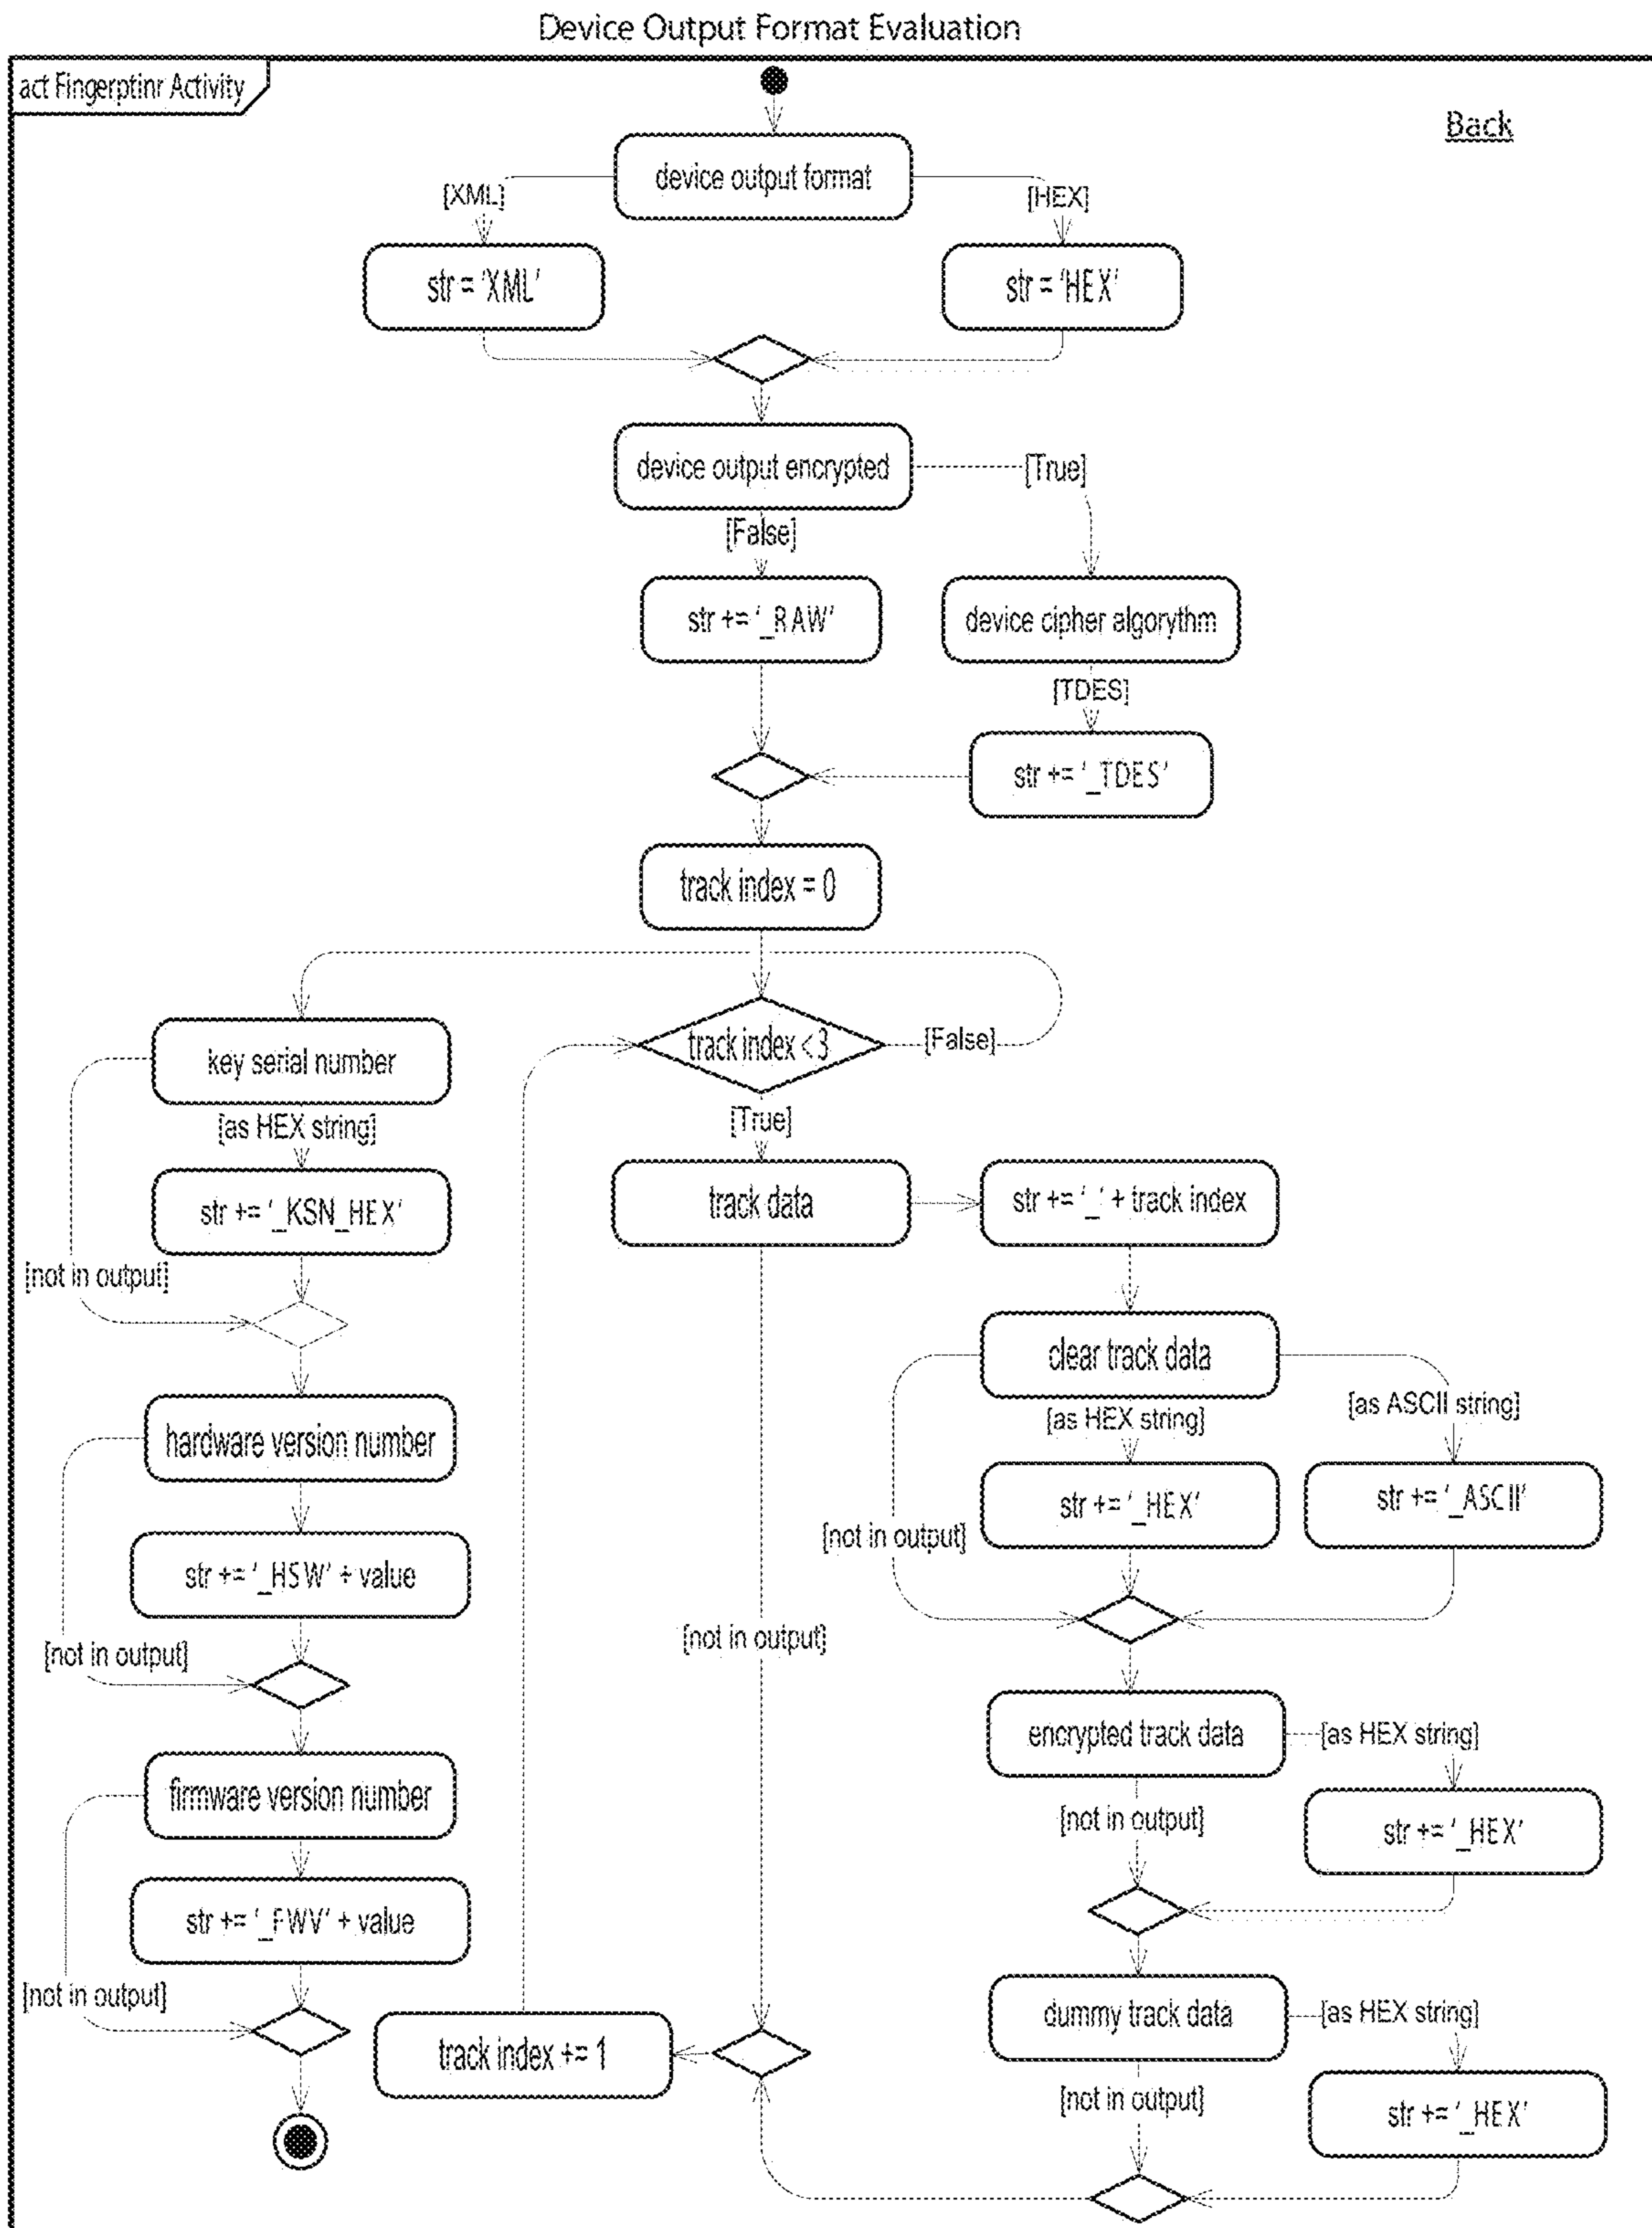 Device Output Format Evaluation
act Fingerptinr Activity
Back
device output format
[XML]
[HEX]
str = 'XML'
str = 'HEX'
device output encrypted
[True]
[False]
str += '_RAW'
device cipher algorythm
[TDES]
str += '_TDES'
track index = 0
key serial number
track index < 3
[False]
[as HEX string]
[True]
str += '_KSN_HEX'
track data
str += '_' + track index
[not in output]
clear track data
hardware version number
[as HEX string]
[as ASCII string]
str += '_HEX'
str += '_ASCII'
[not in output]
str += '_HSW' + value
[not in output]
[not in output]
encrypted track data
[as HEX string]
firmware version number
[not in output]
str += '_HEX'
str += '_FWV' + value
[not in output]
dummy track data
[as HEX string]
track index += 1
[not in output]
str += '_HEX'